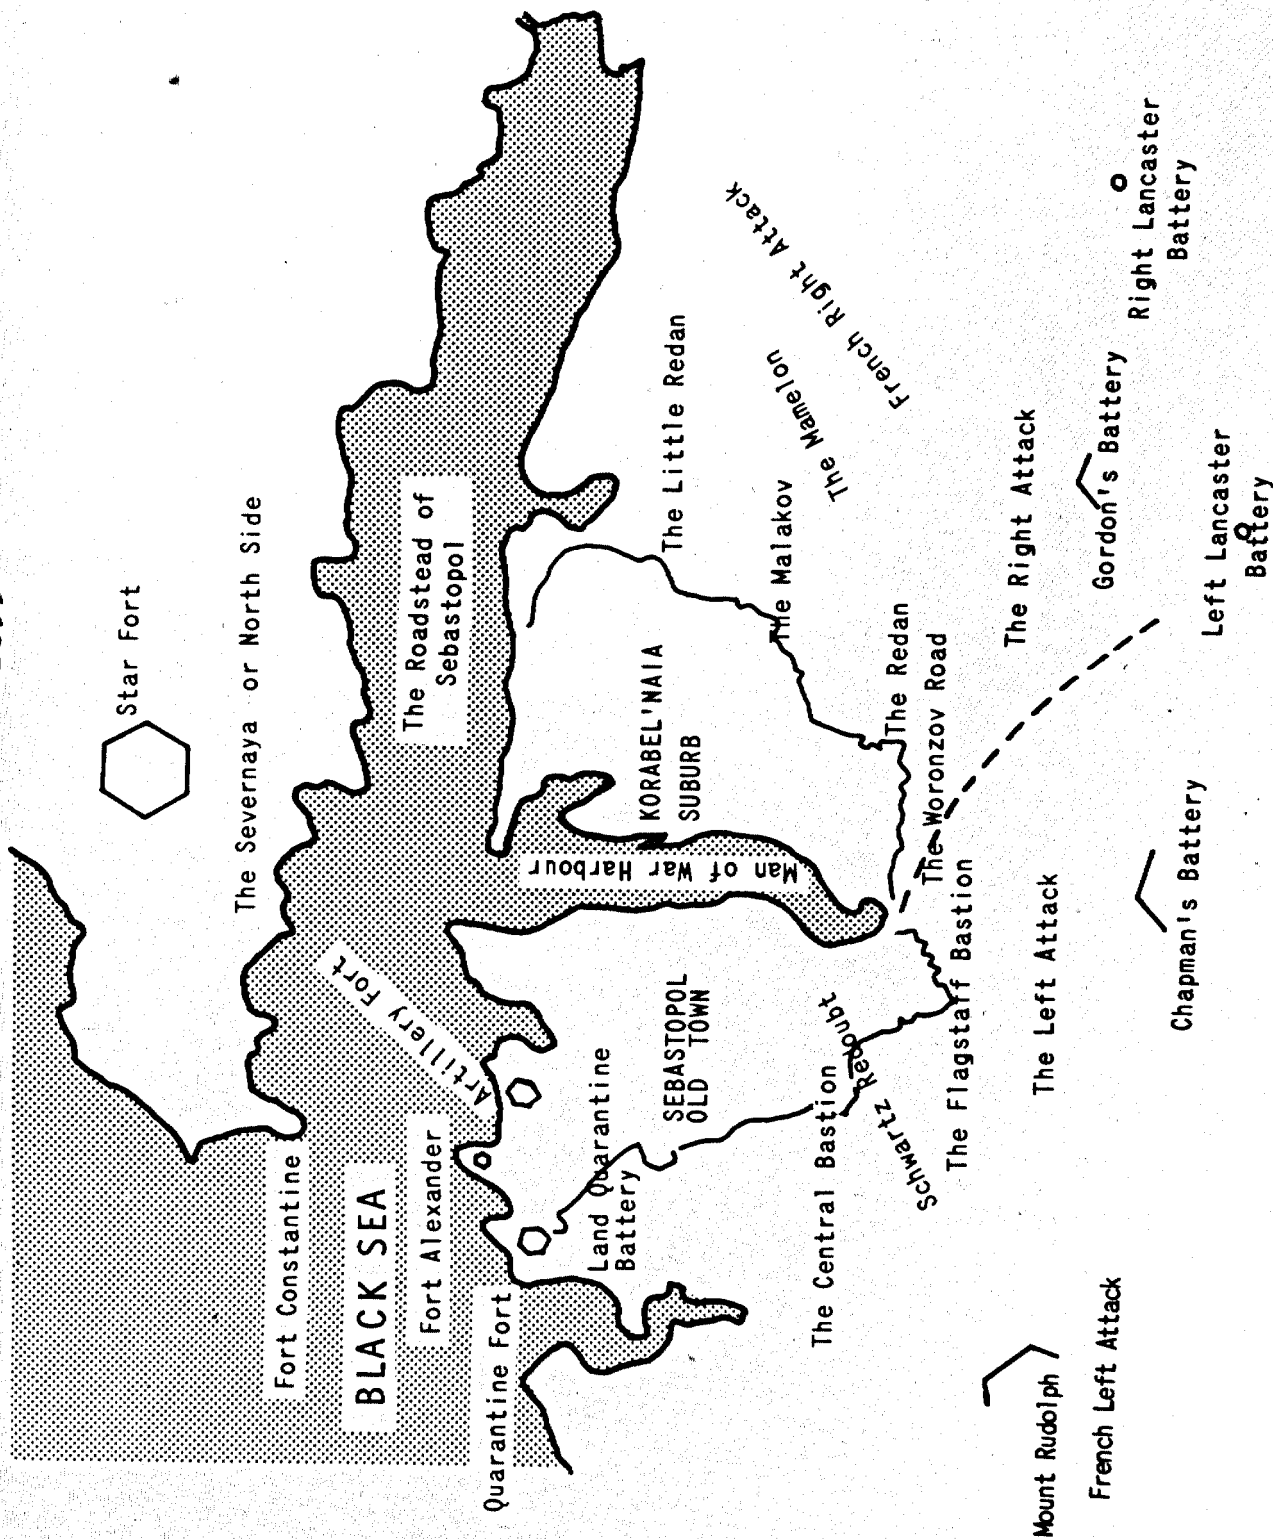 Star Fort
The Severnaya or North Side
The Roadstead of
Sebastopol
Fort Constantine
BLACK SEA
Artillery Fort
Fort Alexander
Quarantine Fort
Man of War Harbour
KORABEL'NAIA
SUBURB
Land Quarantine
Battery
SEBASTOPOL
OLD TOWN
The Little Redan
The Malakov
The Mamelon
French Right Attack
The Central Bastion
Schwartz Redoubt
The Flagstaff Bastion
The Redan
The Woronzov Road
The Left Attack
The Right Attack
Gordon's Battery
Right Lancaster
Battery
Mount Rudolph
French Left Attack
Chapman's Battery
Left Lancaster
Battery